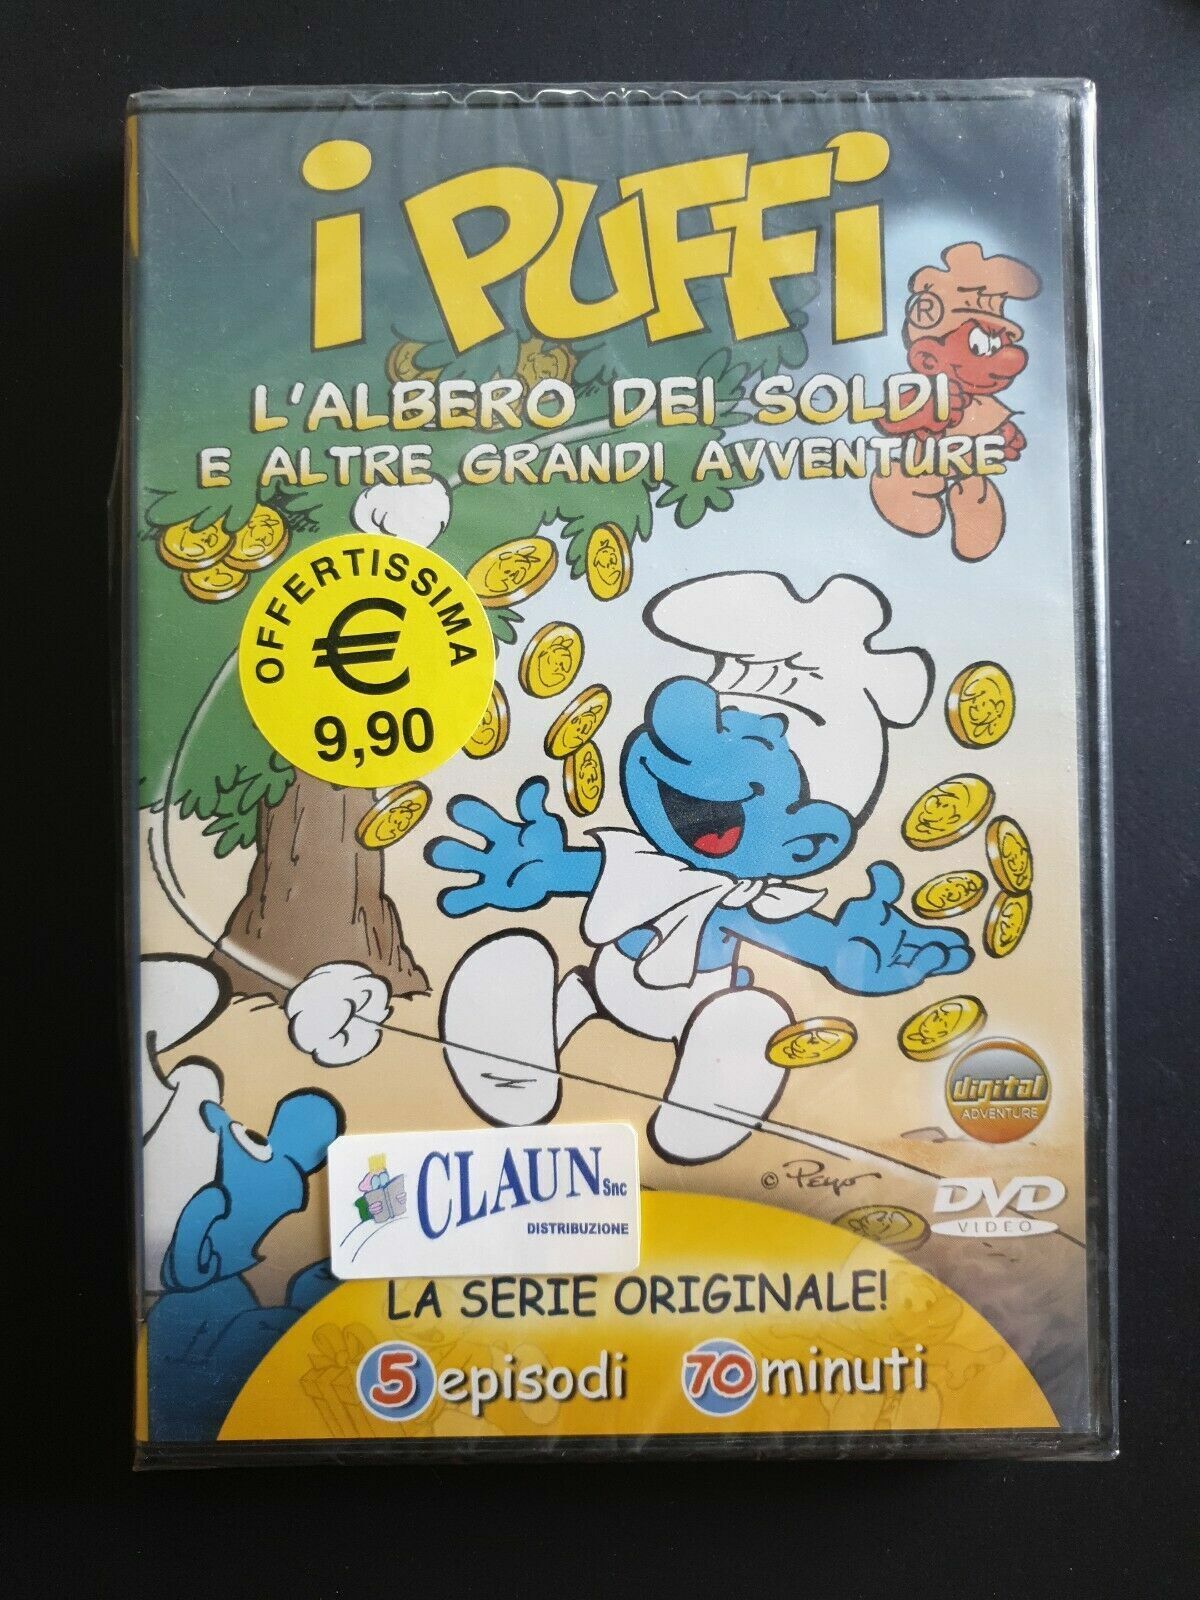 i PUFFi
®
L'ALBERO DEI SOLDI
E ALTRE GRANDI AVVENTURE
OFFERTISSIMA
€
9,90
digital
ADVENTURE
© Peyo
DVD
VIDEO
CLAUN Snc
DISTRIBUZIONE
LA SERIE ORIGINALE!
5 episodi 70 minuti